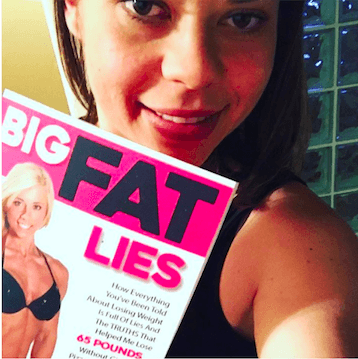 BIG
FAT
LIES
How Everything
You've Been Told
About Losing Weight
Is Full Of Lies And
The TRUTHS That
Helped Me Lose
65 POUNDS
Without